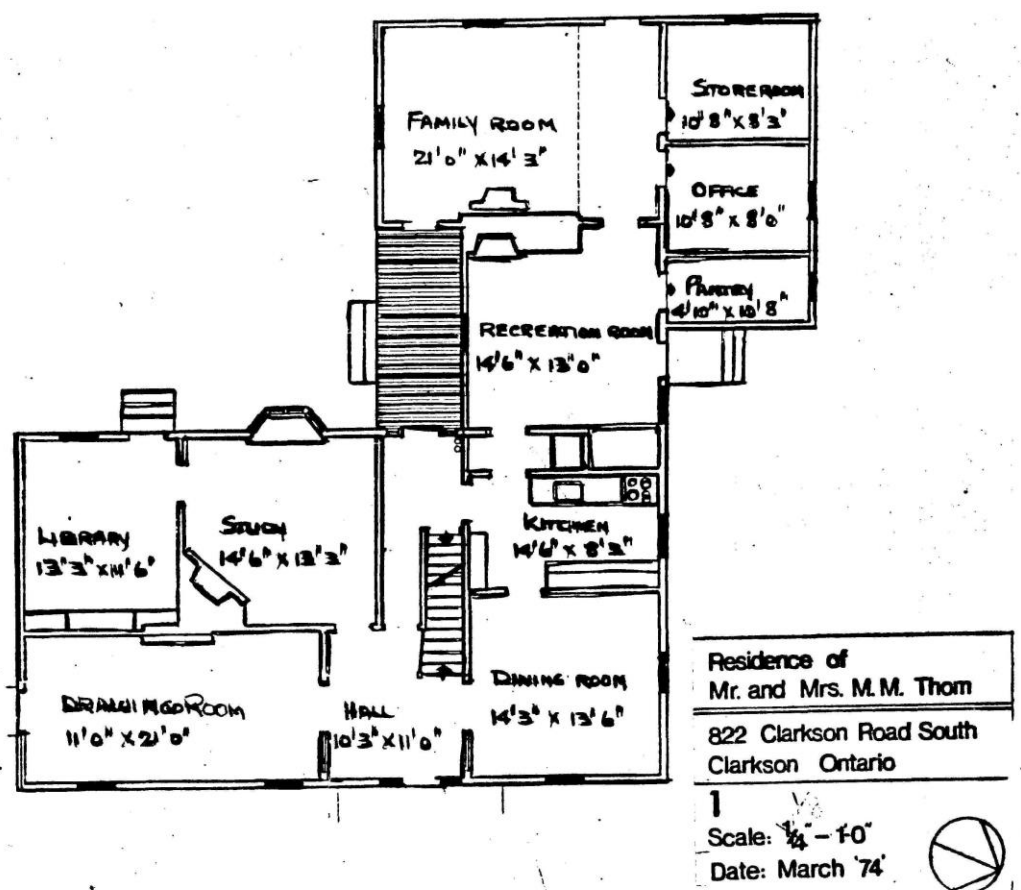 STOREROOM
10'8" X 8'3"
FAMILY ROOM
21'0" X 14'3"
OFFICE
10'8" X 8'0"
PANTRY
4'10" X 10'8"
RECREATION ROOM
14'6" X 13'0"
LIBRARY
13'3" X 11'6"
STUDY
14'6" X 13'3"
KITCHEN
14'6" X 8'3"
DRAWING ROOM
11'0" X 21'0"
HALL
10'3" X 11'0"
DINING ROOM
14'3" X 13'6"
Residence of
Mr. and Mrs. M. M. Thom
822 Clarkson Road South
Clarkson Ontario
1
Scale: ¼" – 1'0"
Date: March '74'